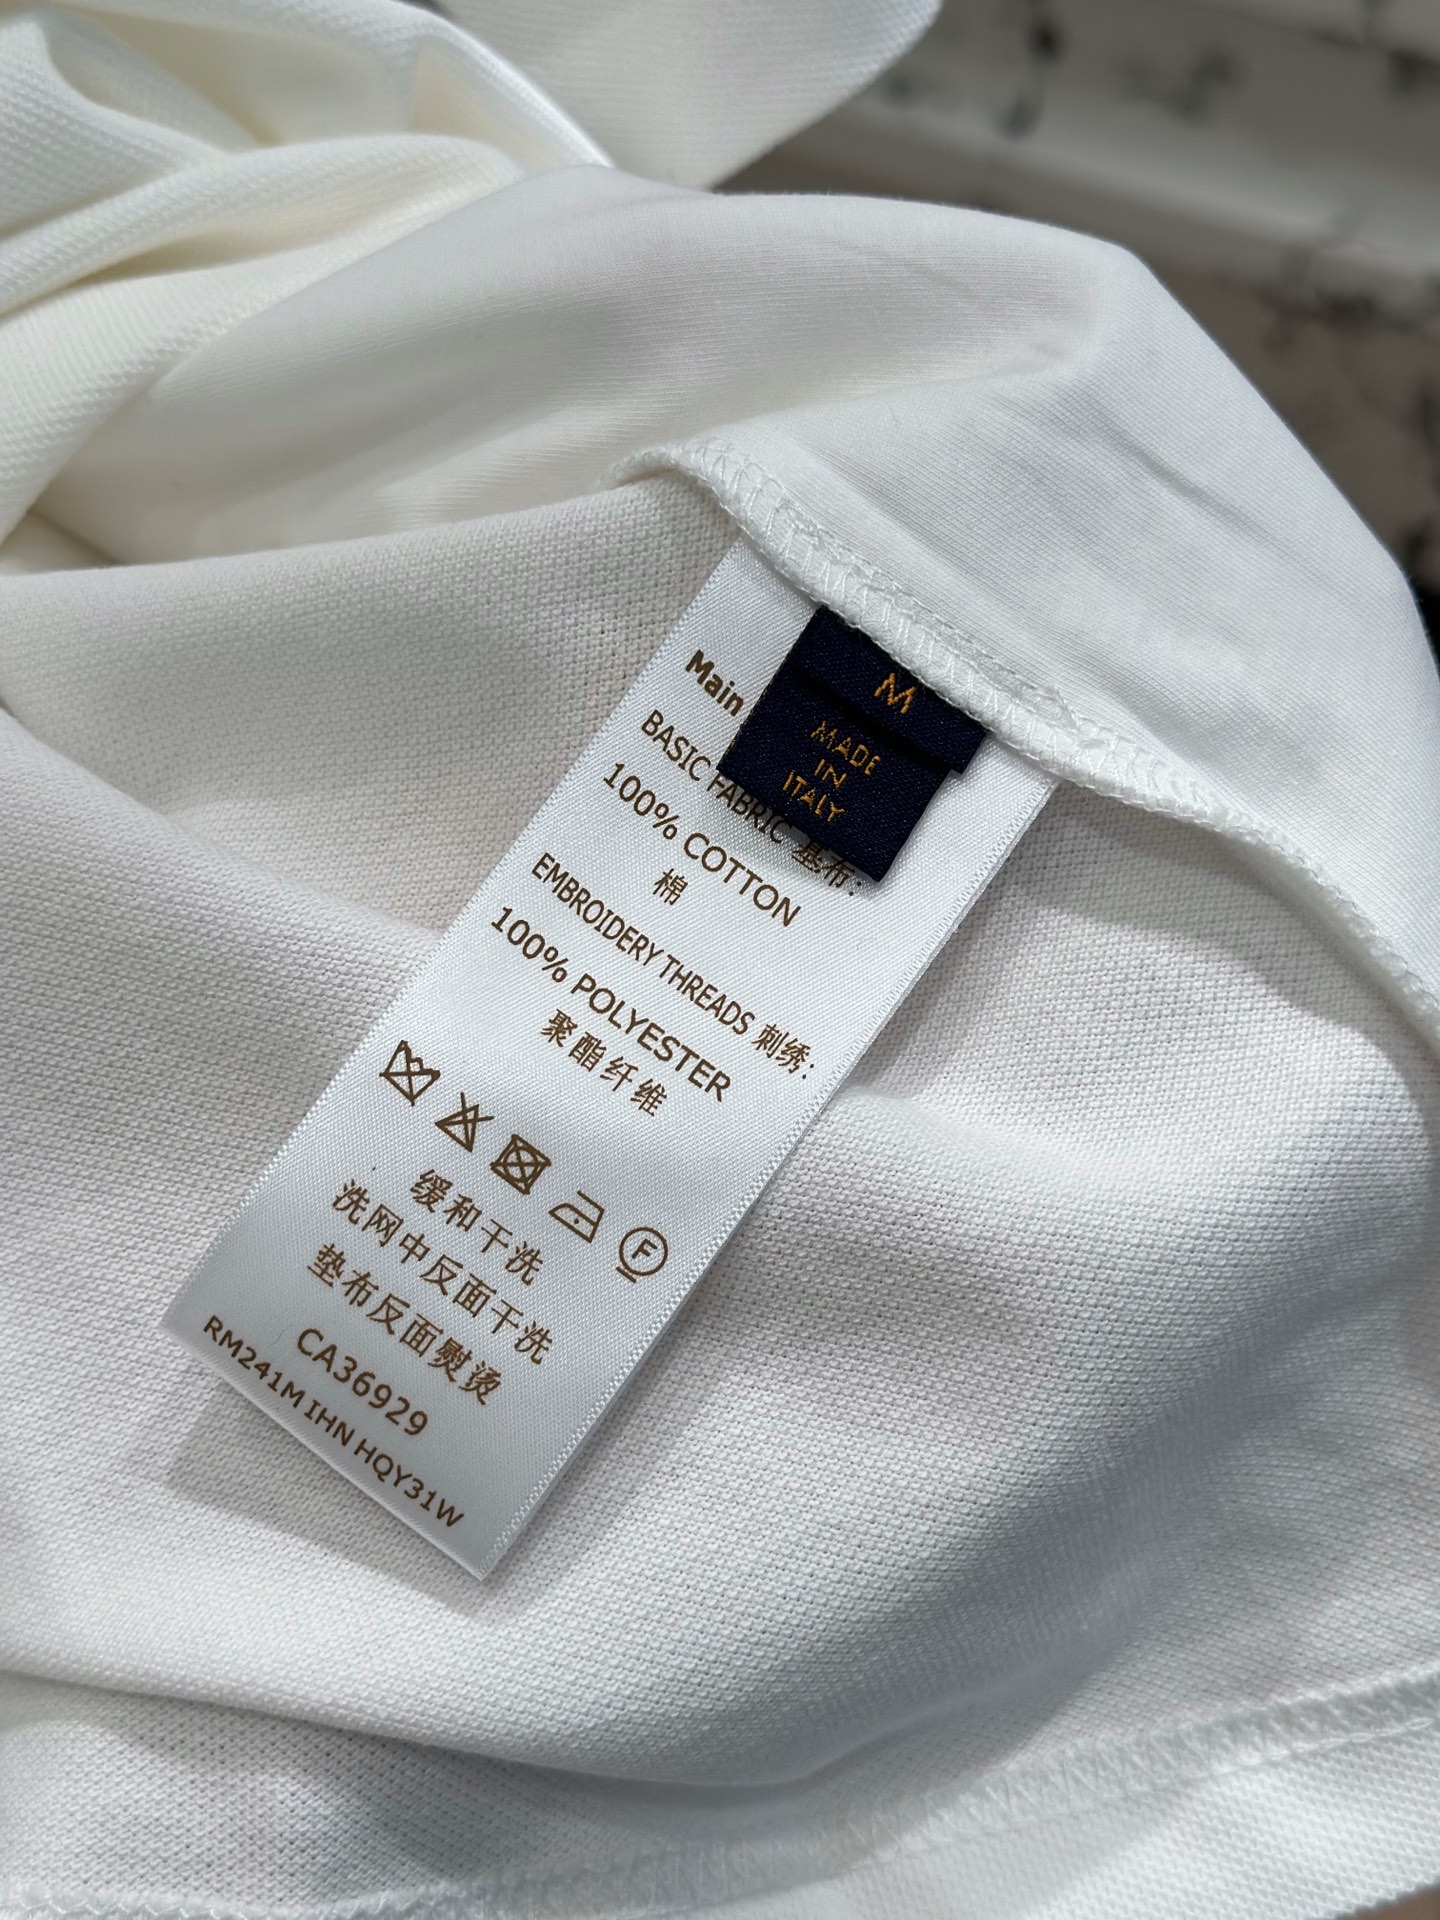 M
MADE
IN
ITALY
Main
BASIC FABRIC 基布:
100% COTTON
棉
EMBROIDERY THREADS 刺绣:
100% POLYESTER
聚酯纤维
F
缓和干洗
洗网中反面干洗
垫布反面熨烫
CA36929
RM241M IHN HQY31W